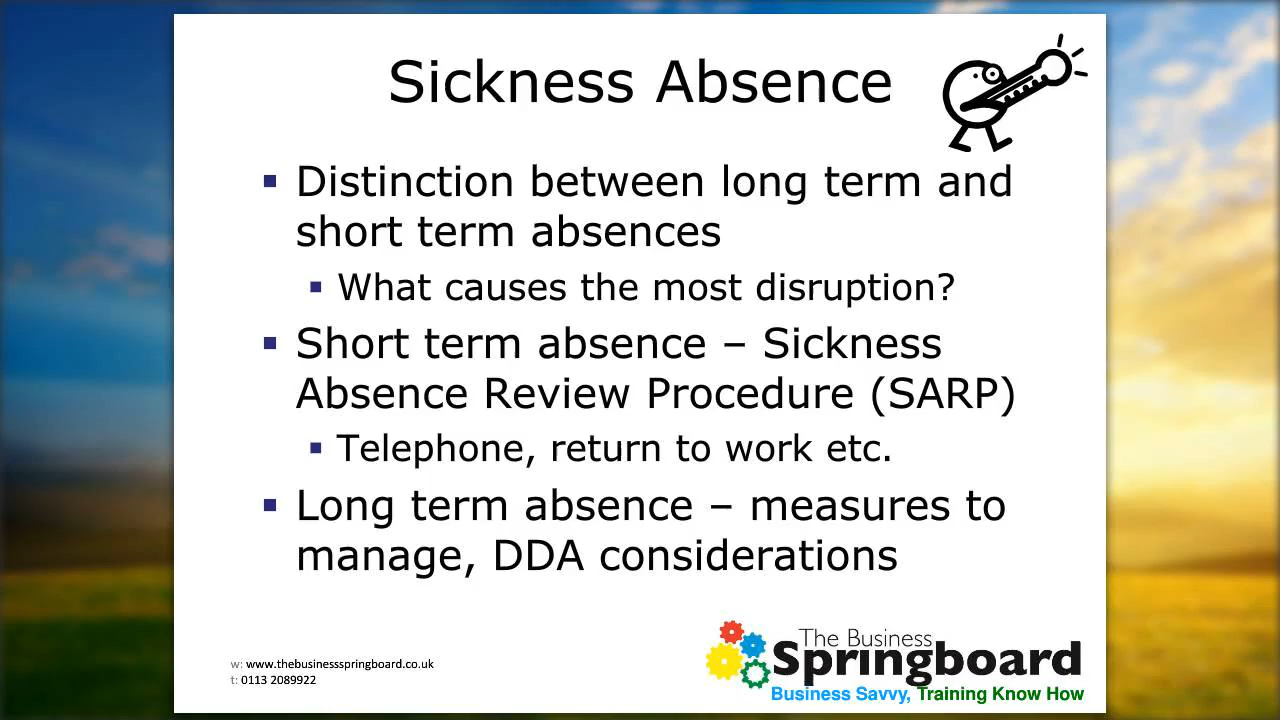 Sickness Absence
Distinction between long term and
short term absences
What causes the most disruption?
Short term absence – Sickness
Absence Review Procedure (SARP)
Telephone, return to work etc.
Long term absence – measures to
manage, DDA considerations
w: www.thebusinessspringboard.co.uk
t: 0113 2089922
The Business
Springboard
Business Savvy, Training Know How